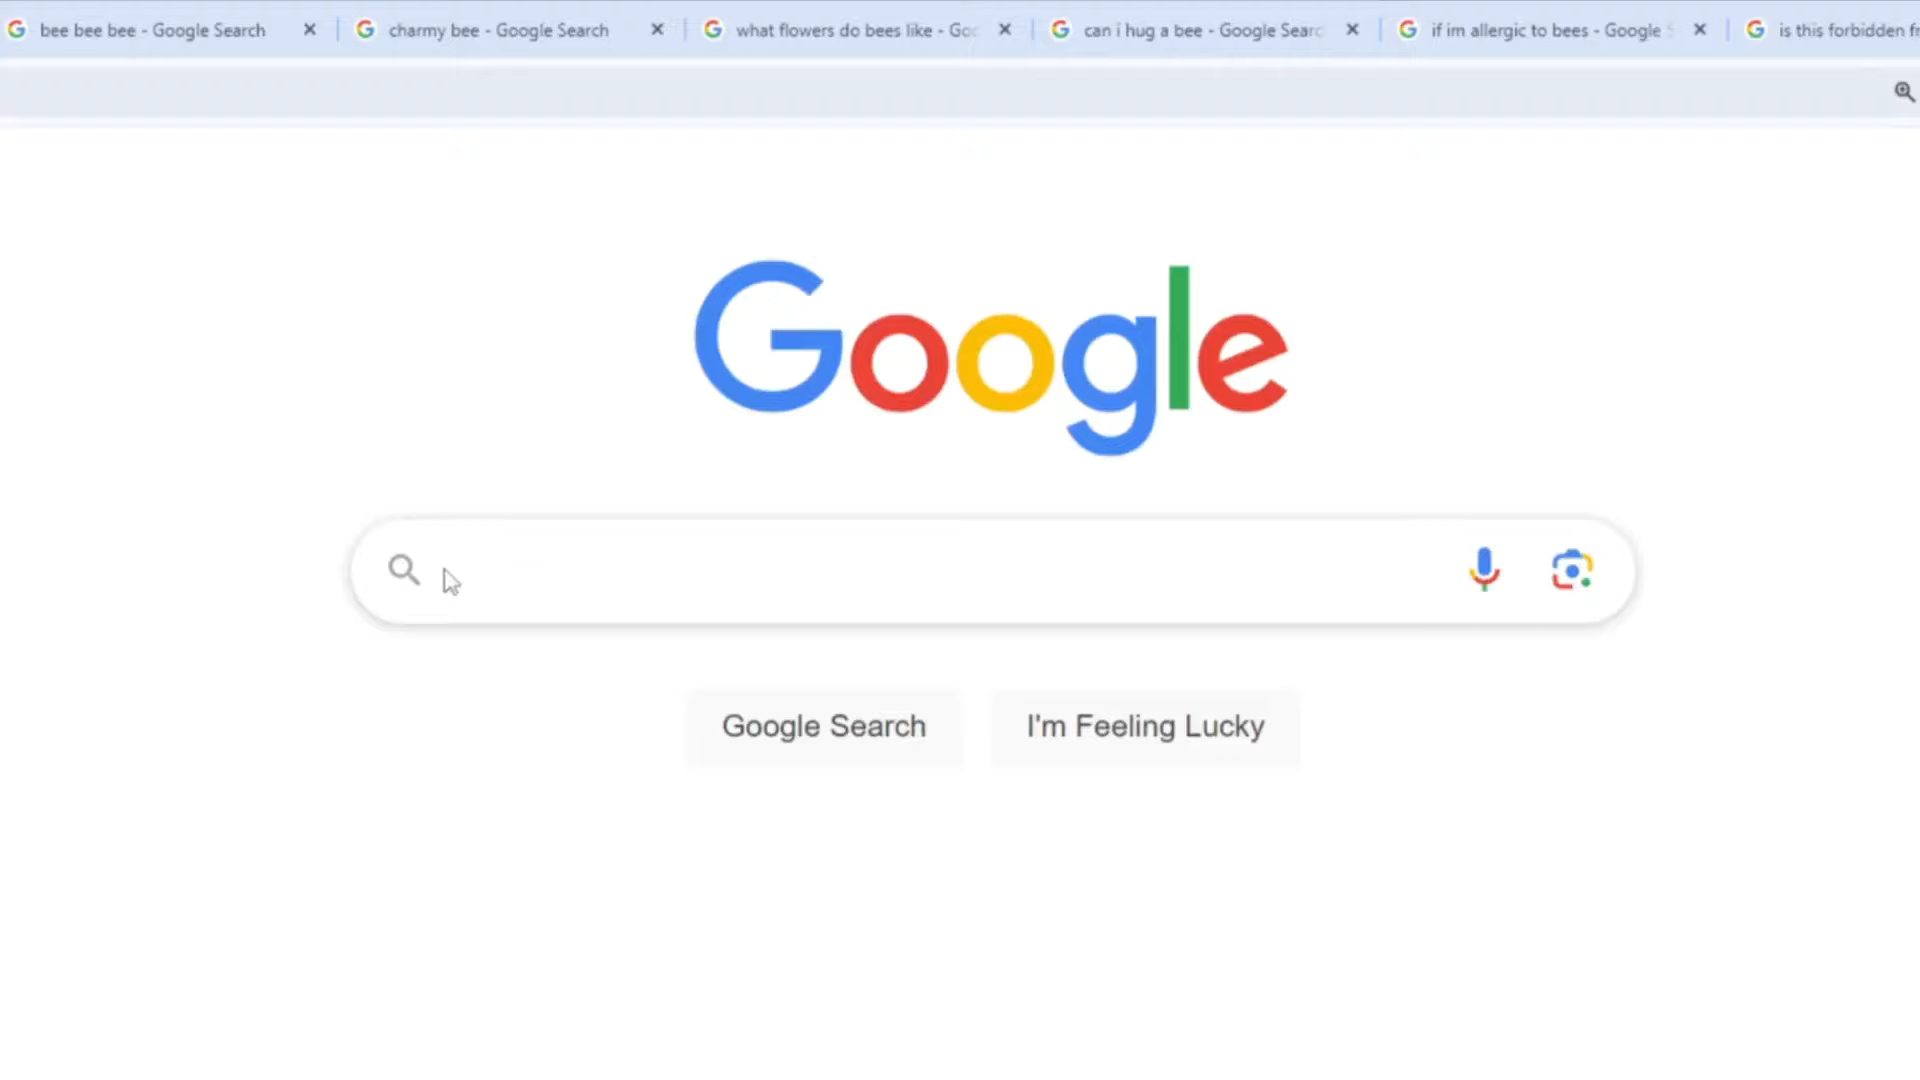 bee bee bee - Google Search
charmy bee - Google Search
what flowers do bees like - Goo
can i hug a bee - Google Searc
if im allergic to bees - Google S
is this forbidden fr
Google
Google Search
I'm Feeling Lucky